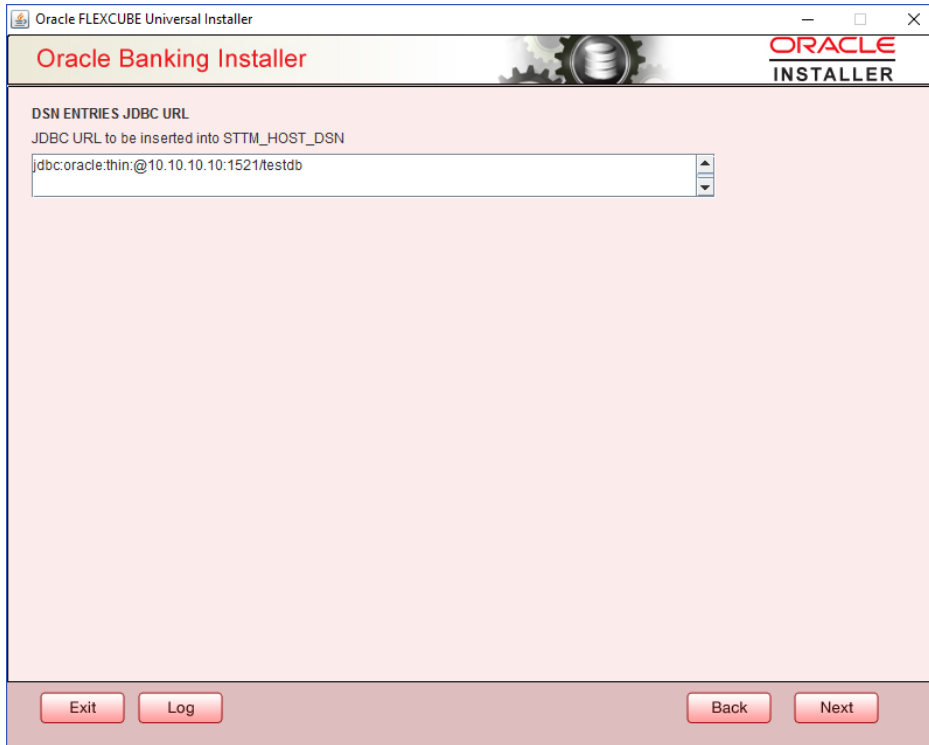 Oracle FLEXCUBE Universal Installer
Oracle Banking Installer
ORACLE
INSTALLER
DSN ENTRIES JDBC URL
JDBC URL to be inserted into STTM_HOST_DSN
jdbc:oracle:thin:@10.10.10.10:1521/testdb
Exit Log Back Next